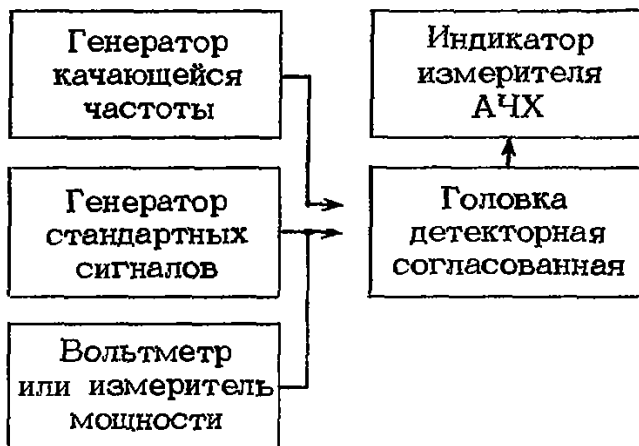 Генератор
качающейся
частоты
Индикатор
измерителя
АЧХ
Генератор
стандартных
сигналов
Головка
детекторная
согласованная
Вольтметр
или измеритель
мощности